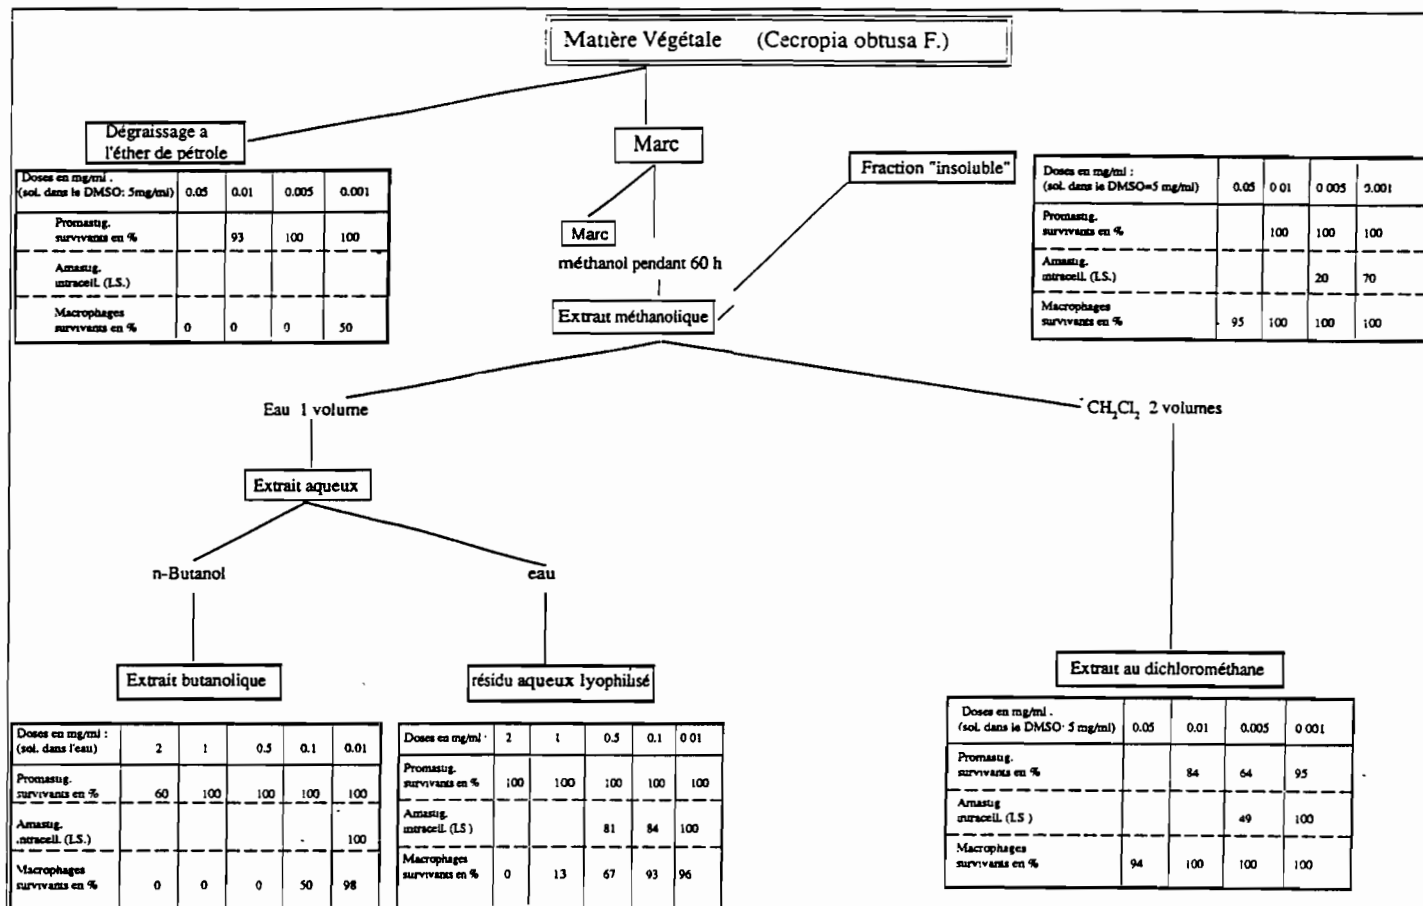 Matière Végétale (Cecropia obtusa F.)
Dégraissage a
l'éther de pétrole
Marc
Fraction "insoluble"
Doses en mg/ml .
(sol. dans le DMSO: 5mg/ml) 0.05 0.01 0.005 0.001
Promastig.
survivants en % 93 100 100
Amastig.
intracell. (I.S.)
Macrophages
survivants en % 0 0 0 50
Doses en mg/ml :
(sol. dans le DMSO=5 mg/ml) 0.05 0 01 0 005 0.001
Promastig.
survivants en % 100 100 100
Amastig.
intracell. (I.S.) 20 70
Macrophages
survivants en % 95 100 100 100
Marc
méthanol pendant 60 h
Extrait méthanolique
Eau 1 volume
CH2Cl2 2 volumes
Extrait aqueux
n-Butanol
eau
Extrait butanolique
résidu aqueux lyophilisé
Extrait au dichlorométhane
Doses en mg/ml :
(sol. dans l'eau) 2 1 0.5 0.1 0.01
Promastig.
survivants en % 60 100 100 100 100
Amastig.
intracell. (I.S.) 100
Macrophages
survivants en % 0 0 0 50 98
Doses en mg/ml · 2 1 0.5 0.1 0 01
Promastig.
survivants en % 100 100 100 100 100
Amastig.
intracell. (I.S ) 81 84 100
Macrophages
survivants en % 0 13 67 93 96
Doses en mg/ml .
(sol. dans le DMSO· 5 mg/ml) 0.05 0.01 0.005 0 001
Promastig.
survivants en % 84 64 95
Amastig
intracell. (I.S ) 49 100
Macrophages
survivants en % 94 100 100 100